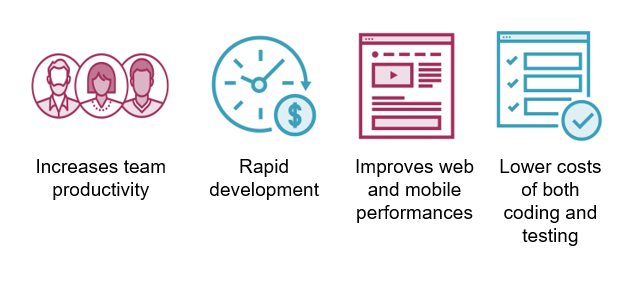 Increases team
productivity
Rapid
development
Improves web
and mobile
performances
Lower costs
of both
coding and
testing